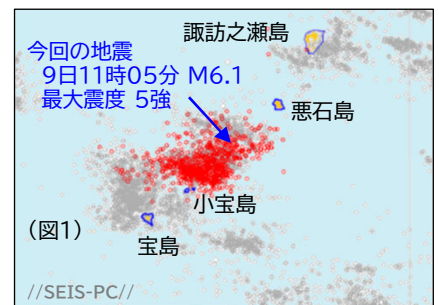 諏訪之瀬島
今回の地震
9日11時05分 M6.1
最大震度 5強
悪石島
小宝島
(図1)
宝島
//SEIS-PC//